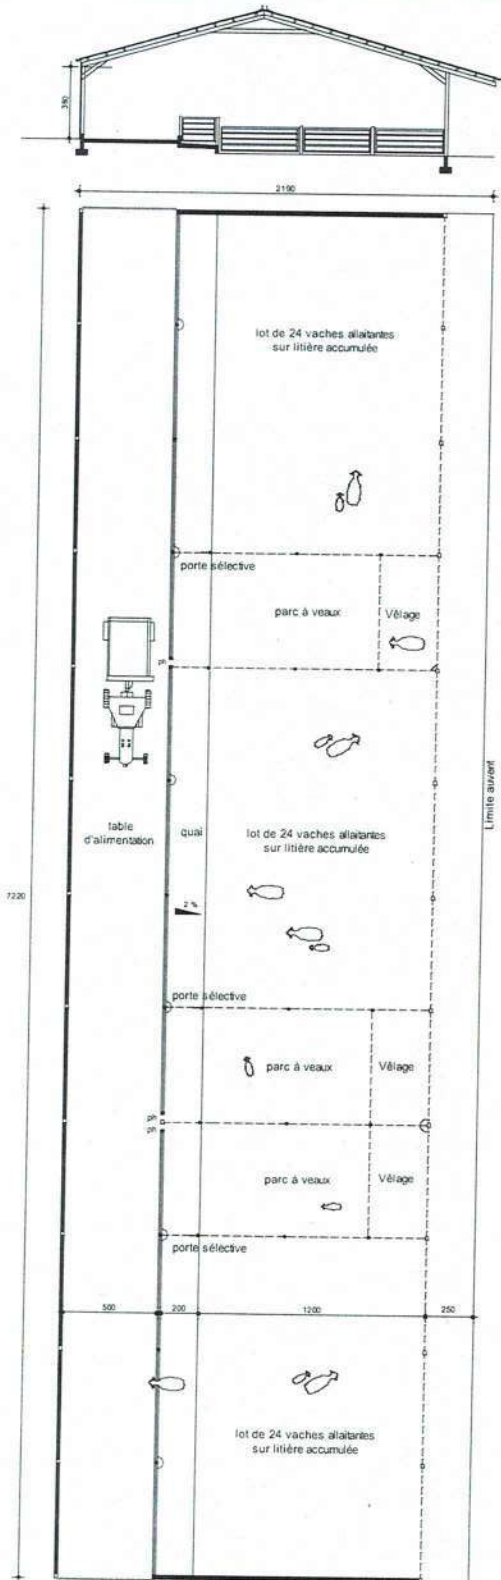 350
2190
lot de 24 vaches allaitantes
sur litière accumulée
porte sélective
parc à veaux
Vêlage
ph
table
d'alimentation
quai
lot de 24 vaches allaitantes
sur litière accumulée
Limite auvent
7220
2 %
porte sélective
parc à veaux
Vêlage
ph
ph
parc à veaux
Vêlage
porte sélective
500
200
1200
250
lot de 24 vaches allaitantes
sur litière accumulée